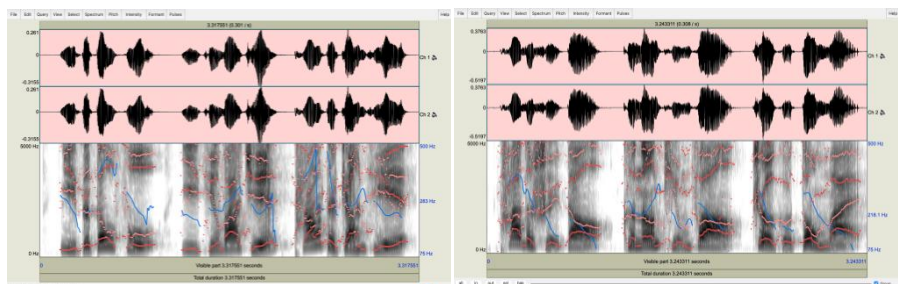 File Edit Query View Select Spectrum Pitch Intensity Formant Pulses Help
3.317551 (0.301 / s)
0.261
0
-0.3155
Ch 1
0.261
0
-0.3155
Ch 2
5000 Hz
500 Hz
283 Hz
0 Hz
75 Hz
0
Visible part 3.317551 seconds
3.317551
Total duration 3.317551 seconds
File Edit Query View Select Spectrum Pitch Intensity Formant Pulses Help
3.243311 (0.308 / s)
0.3763
0
-0.5197
Ch 1
0.3763
0
-0.5197
Ch 2
5000 Hz
500 Hz
218.1 Hz
0 Hz
75 Hz
0
Visible part 3.243311 seconds
3.243311
Total duration 3.243311 seconds